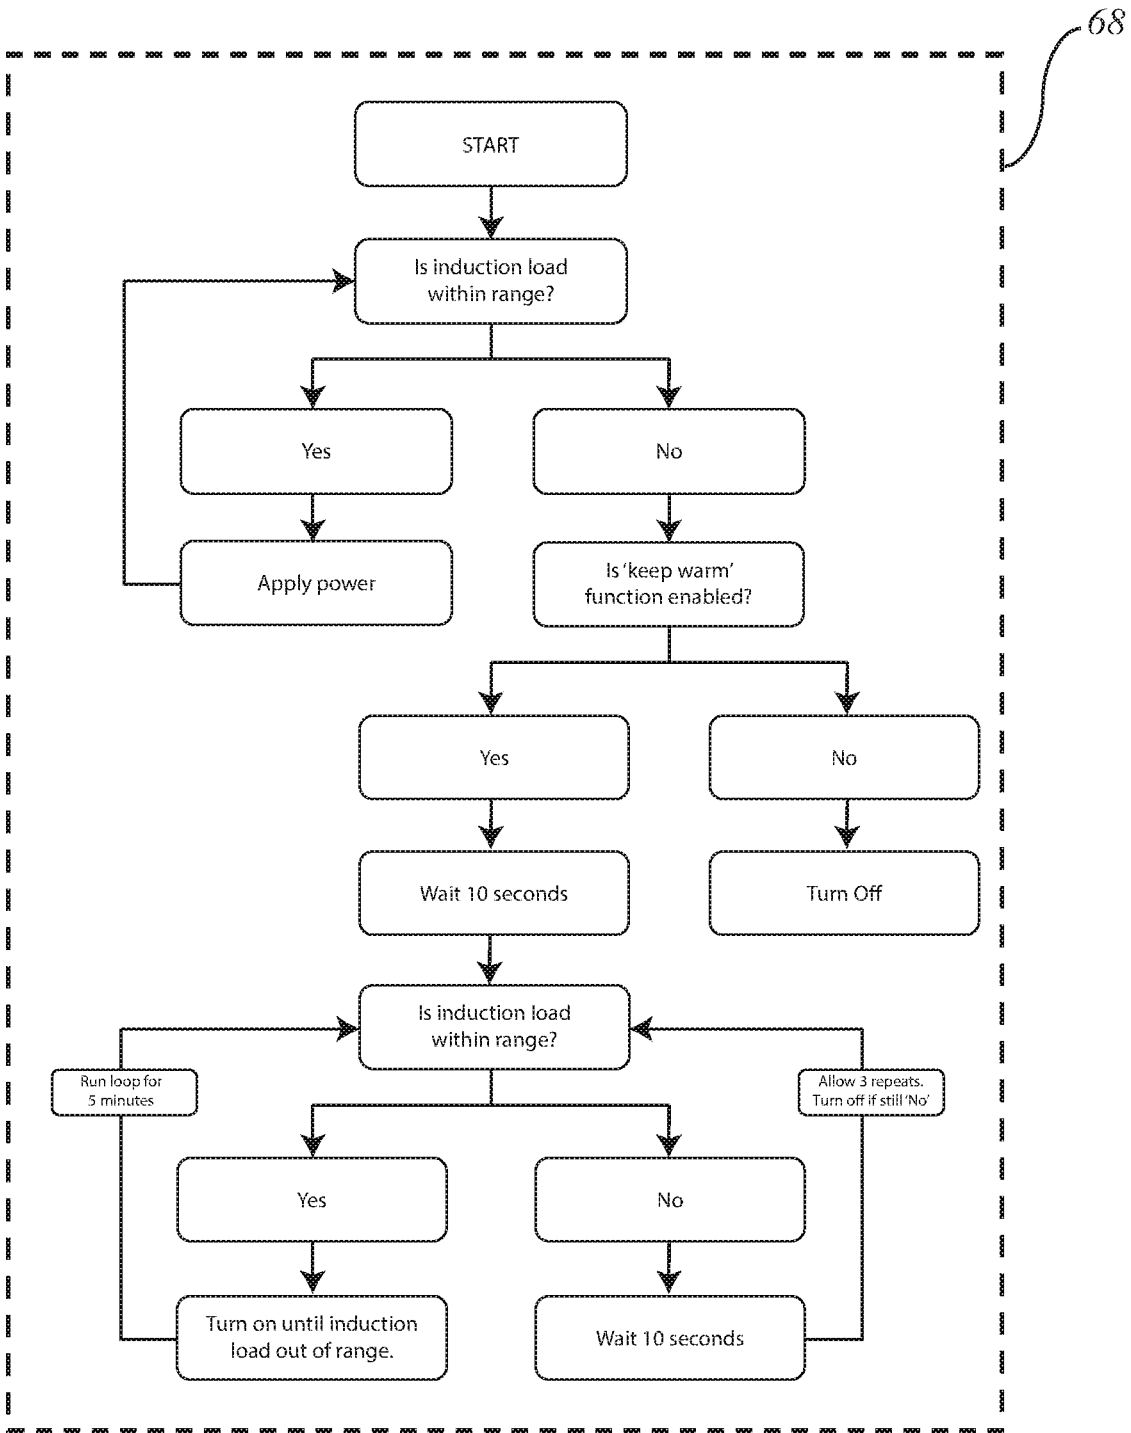 68
START
Is induction load
within range?
Yes
No
Apply power
Is 'keep warm'
function enabled?
Yes
No
Wait 10 seconds
Turn Off
Is induction load
within range?
Run loop for
5 minutes
Allow 3 repeats.
Turn off if still 'No'
Yes
No
Turn on until induction
load out of range.
Wait 10 seconds